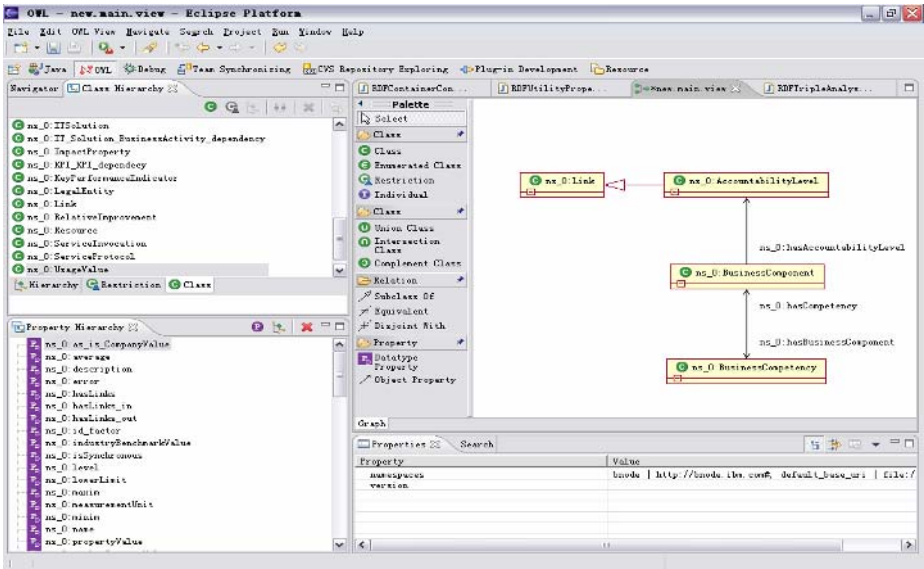 OWL - new.main.view - Eclipse Platform
File Edit OWL View Navigate Search Project Run Window Help
Java OWL Debug Team Synchronizing CVS Repository Exploring Plug-in Development Resource
Navigator Class Hierarchy
ns_0:ITSolution
ns_0:IT_Solution_BusinessActivity_dependency
ns_0:ImpactProperty
ns_0:KPI_KPI_dependecy
ns_0:KeyPerformanceIndicator
ns_0:LegalEntity
ns_0:Link
ns_0:RelativeImprovement
ns_0:Resource
ns_0:ServiceInvocation
ns_0:ServiceProtocol
ns_0:UsageValue
Hierarchy Restriction Class
Property Hierarchy
ns_0:as_is_CompanyValue
ns_0:average
ns_0:description
ns_0:error
ns_0:hasLinks
ns_0:hasLinks_in
ns_0:hasLinks_out
ns_0:id_factor
ns_0:industryBenchmarkValue
ns_0:isSynchronous
ns_0:level
ns_0:lowerLimit
ns_0:maxim
ns_0:measurementUnit
ns_0:minim
ns_0:name
ns_0:propertyValue
RDFContainerCon... RDFUtilityPrope... *new.main.view RDFTripleAnalyz...
Palette
Select
Class
Class
Enumerated Class
Restriction
Individual
Class
Union Class
Intersection Class
Complement Class
Relation
Subclass Of
Equivalent
Disjoint With
Property
Datatype Property
Object Property
Graph
ns_0:Link
ns_0:AccountabilityLevel
ns_0:hasAccountabilityLevel
ns_0:BusinessComponent
ns_0:hasCompetency
ns_0:hasBusinessComponent
ns_0:BusinessCompetency
Properties Search
Property Value
namespaces bnode | http://bnode.ibm.com#, default_base_uri | file:/
version